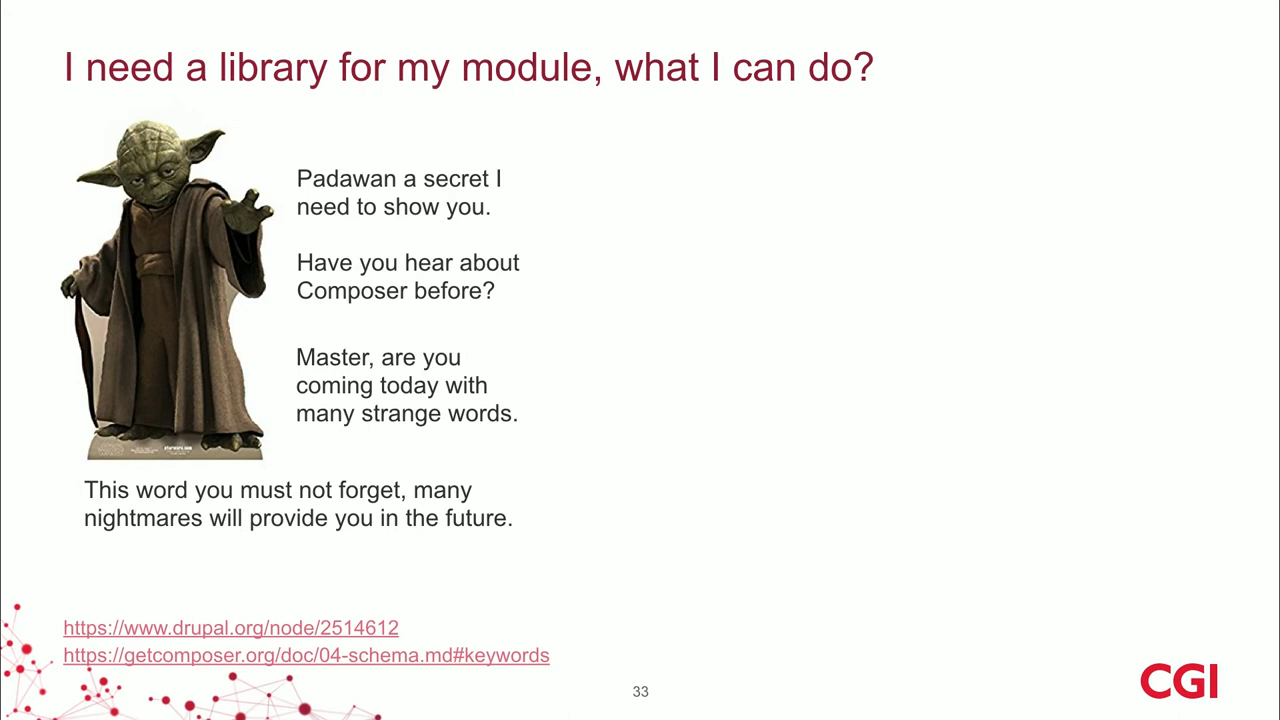 I need a library for my module, what I can do?
Padawan a secret I
need to show you.
Have you hear about
Composer before?
Master, are you
coming today with
many strange words.
This word you must not forget, many
nightmares will provide you in the future.
https://www.drupal.org/node/2514612
https://getcomposer.org/doc/04-schema.md#keywords
33
CGI